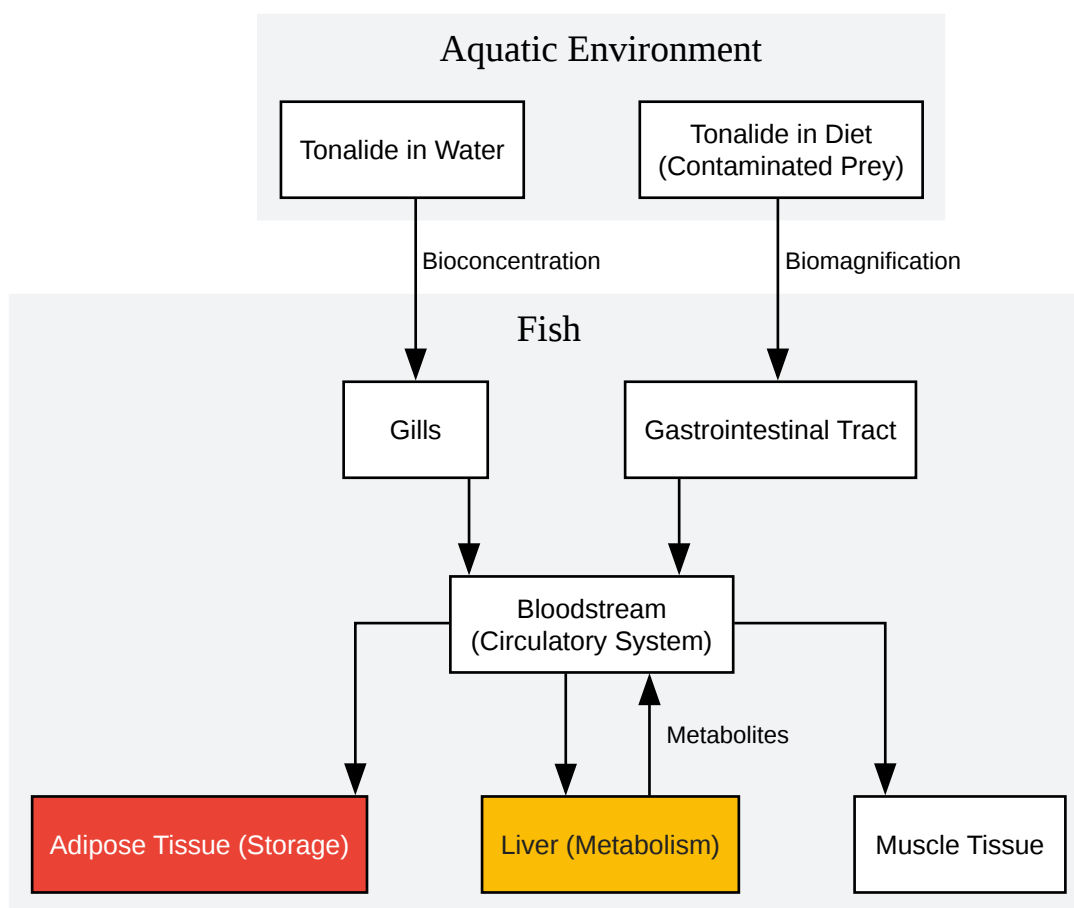 Aquatic Environment
Tonalide in Water
Tonalide in Diet
(Contaminated Prey)
Bioconcentration
Biomagnification
Fish
Gills
Gastrointestinal Tract
Bloodstream
(Circulatory System)
Metabolites
Adipose Tissue (Storage)
Liver (Metabolism)
Muscle Tissue